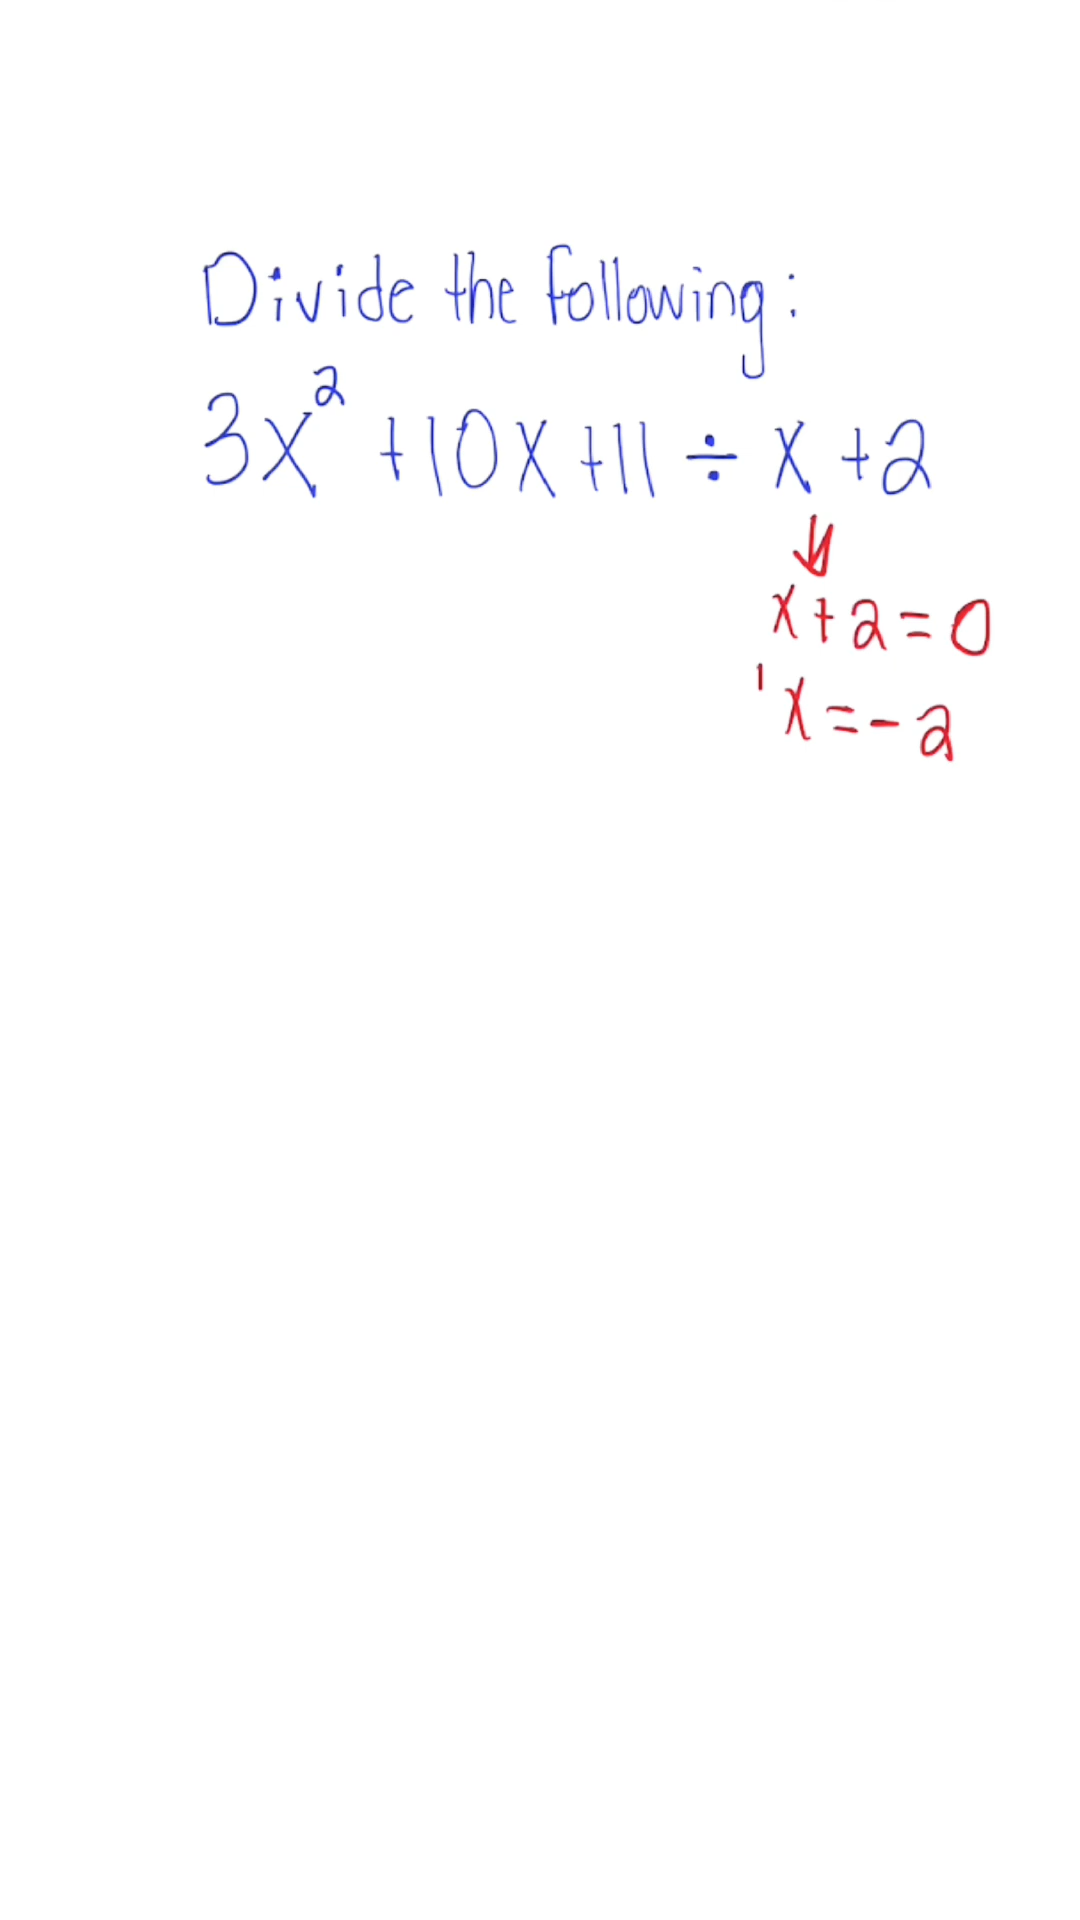 Divide the following:
3x² +10x+11 ÷ x +2
x+2=0
x=-2